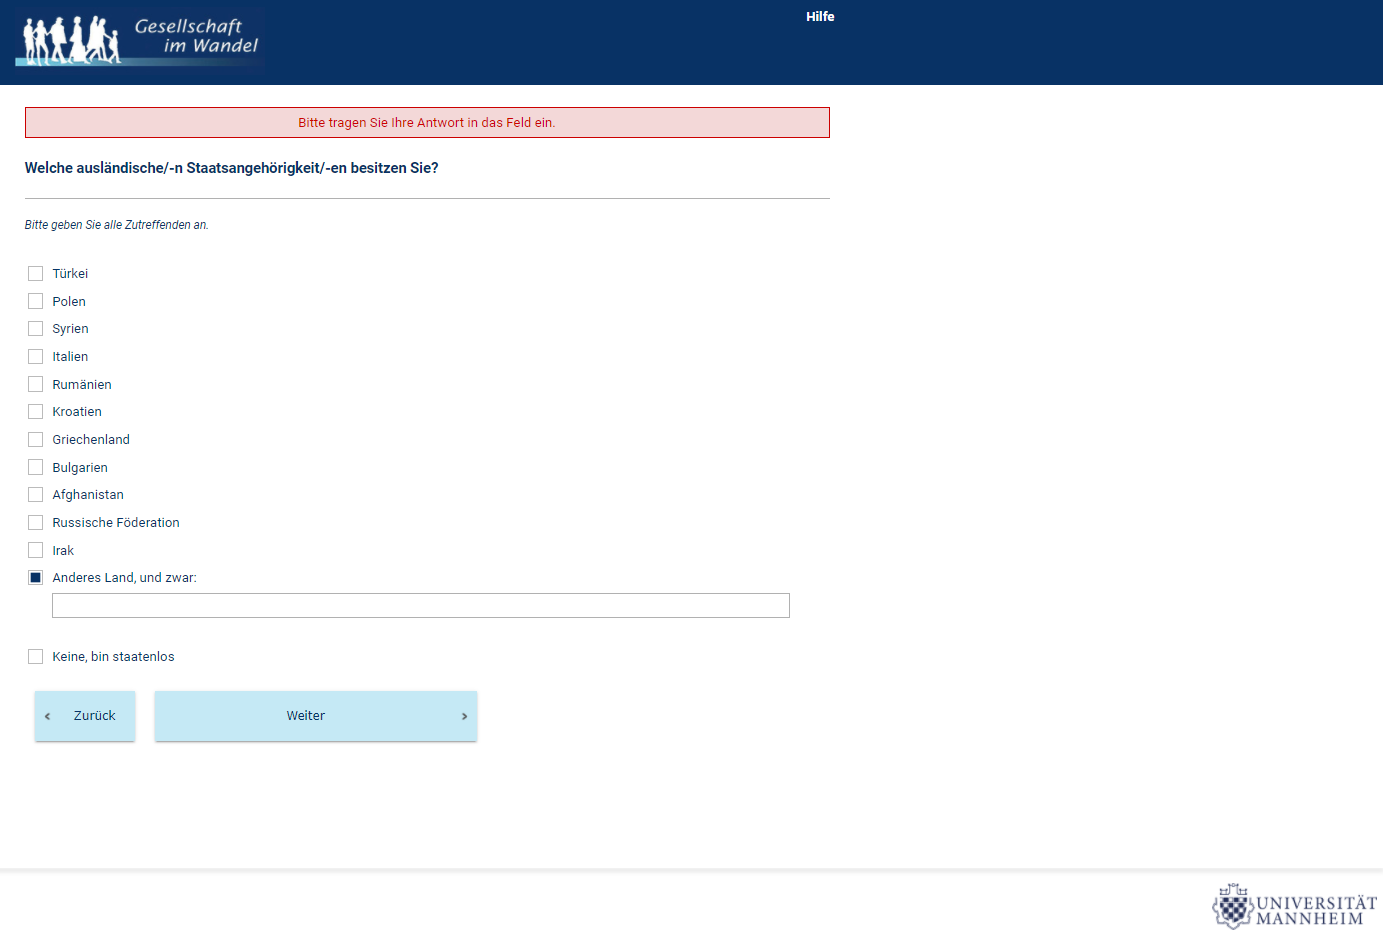 Gesellschaft
im Wandel
Hilfe
Bitte tragen Sie Ihre Antwort in das Feld ein.
Welche ausländische/-n Staatsangehörigkeit/-en besitzen Sie?
Bitte geben Sie alle Zutreffenden an.
Türkei
Polen
Syrien
Italien
Rumänien
Kroatien
Griechenland
Bulgarien
Afghanistan
Russische Föderation
Irak
Anderes Land, und zwar:
Keine, bin staatenlos
Zurück
Weiter
UNIVERSITÄT
MANNHEIM